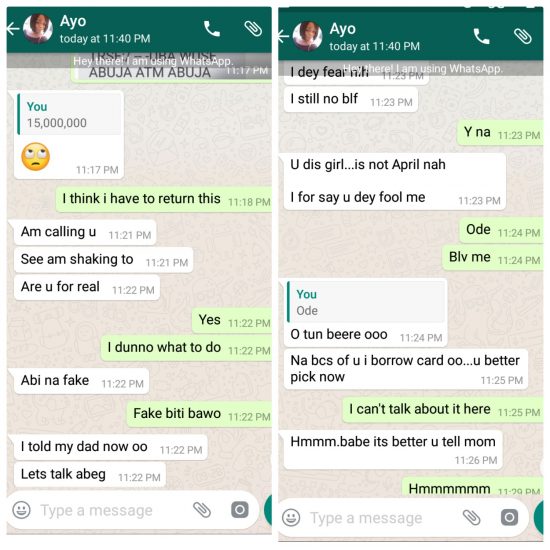 Ayo
today at 11:40 PM
Hey there! I am using WhatsApp.
ABUJA ATM ABUJA
11:17 PM
You
15,000,000
🙄
11:17 PM
I think i have to return this 11:18 PM
Am calling u 11:21 PM
See am shaking to 11:21 PM
Are u for real 11:22 PM
Yes 11:22 PM
I dunno what to do 11:22 PM
Abi na fake 11:22 PM
Fake biti bawo 11:22 PM
I told my dad now oo 11:22 PM
Lets talk abeg 11:22 PM
Type a message
Ayo
today at 11:40 PM
Hey there! I am using WhatsApp.
I dey fear 11:23 PM
I still no blf 11:23 PM
Y na 11:23 PM
U dis girl...is not April nah
I for say u dey fool me 11:23 PM
Ode 11:24 PM
Blv me 11:24 PM
You
Ode
O tun beere ooo 11:24 PM
Na bcs of u i borrow card oo...u better
pick now 11:25 PM
I can't talk about it here 11:25 PM
Hmmm.babe its better u tell mom
11:26 PM
Hmmmmmm 11:29 PM
Type a message